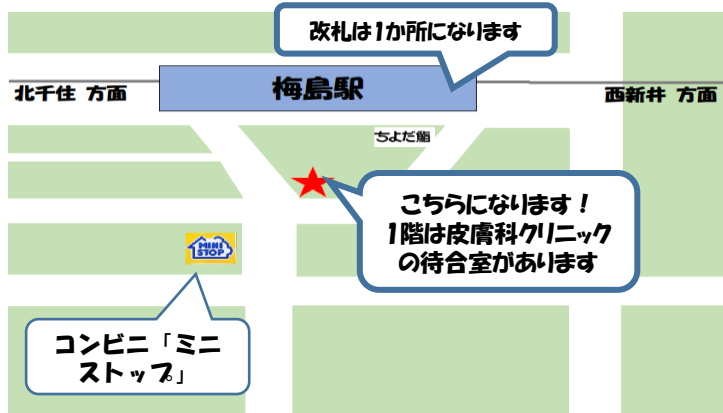 改札は1か所になります
梅島駅
北千住 方面
西新井 方面
ちよだ鮨
こちらになります！
1階は皮膚科クリニック
の待合室があります
MINI
STOP
コンビニ「ミニ
ストップ」